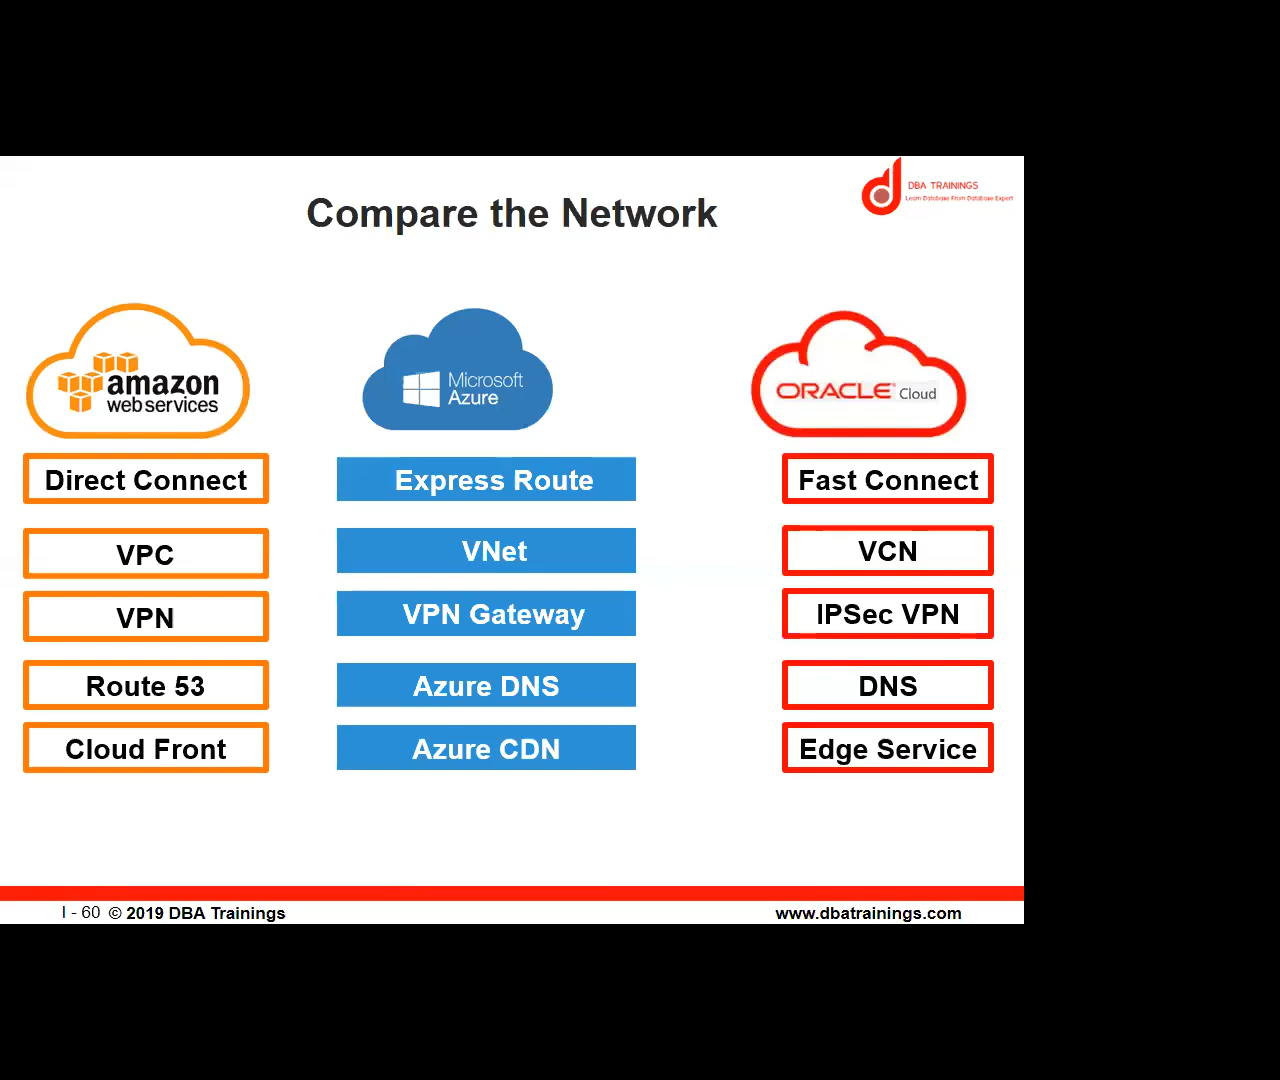 DBA TRAININGS
Learn Database From Database Expert
Compare the Network
amazon
webservices
Microsoft
Azure
ORACLE Cloud
Direct Connect
Express Route
Fast Connect
VPC
VNet
VCN
VPN
VPN Gateway
IPSec VPN
Route 53
Azure DNS
DNS
Cloud Front
Azure CDN
Edge Service
I - 60 © 2019 DBA Trainings
www.dbatrainings.com